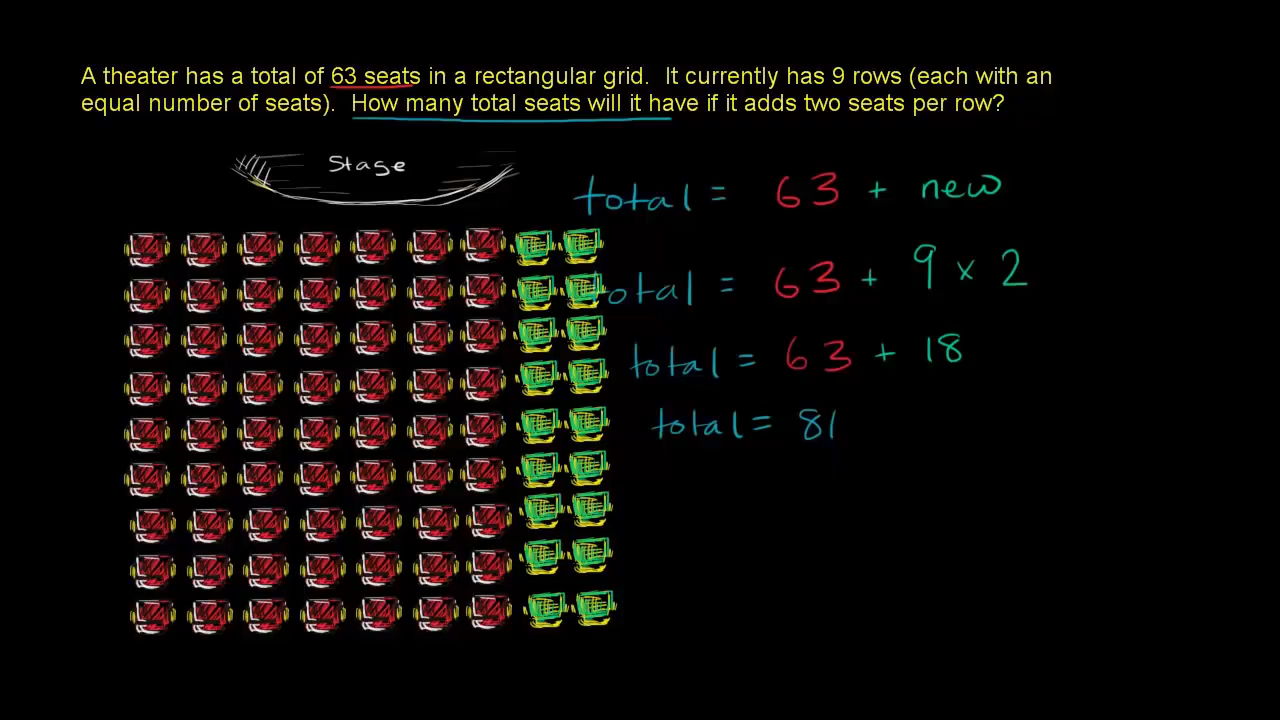 A theater has a total of 63 seats in a rectangular grid.  It currently has 9 rows (each with an
equal number of seats).  How many total seats will it have if it adds two seats per row?
Stage
total = 63 + new
total = 63 + 9 x 2
total = 63 + 18
total = 81